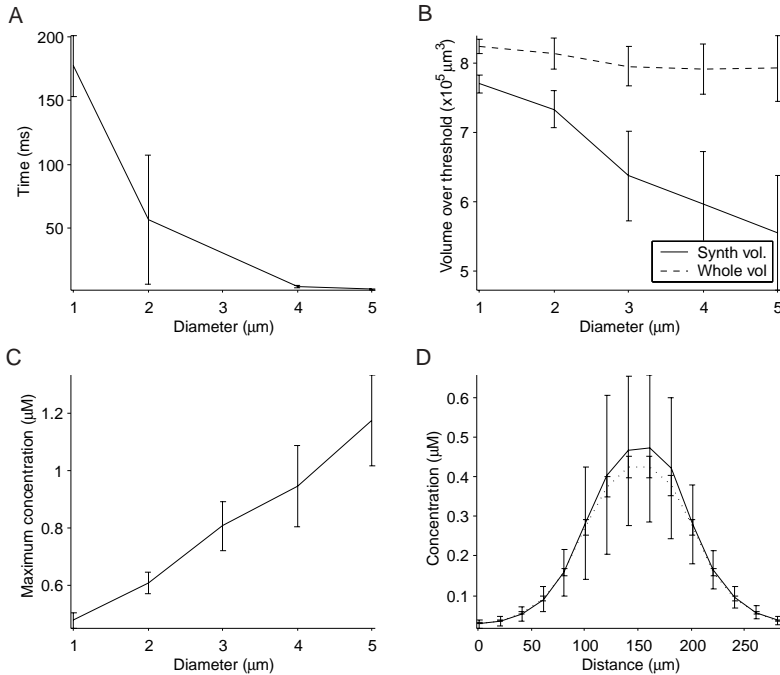 A
Time (ms)
200
150
100
50
1 2 3 4 5
Diameter (μm)
B
Volume over threshold (x10⁵ μm³)
8
7
6
5
Synth vol.
Whole vol
1 2 3 4 5
Diameter (μm)
C
Maximum concentration (μM)
1.2
1
0.8
0.6
1 2 3 4 5
Diameter (μm)
D
Concentration (μM)
0.6
0.5
0.4
0.3
0.2
0.1
0 50 100 150 200 250
Distance (μm)